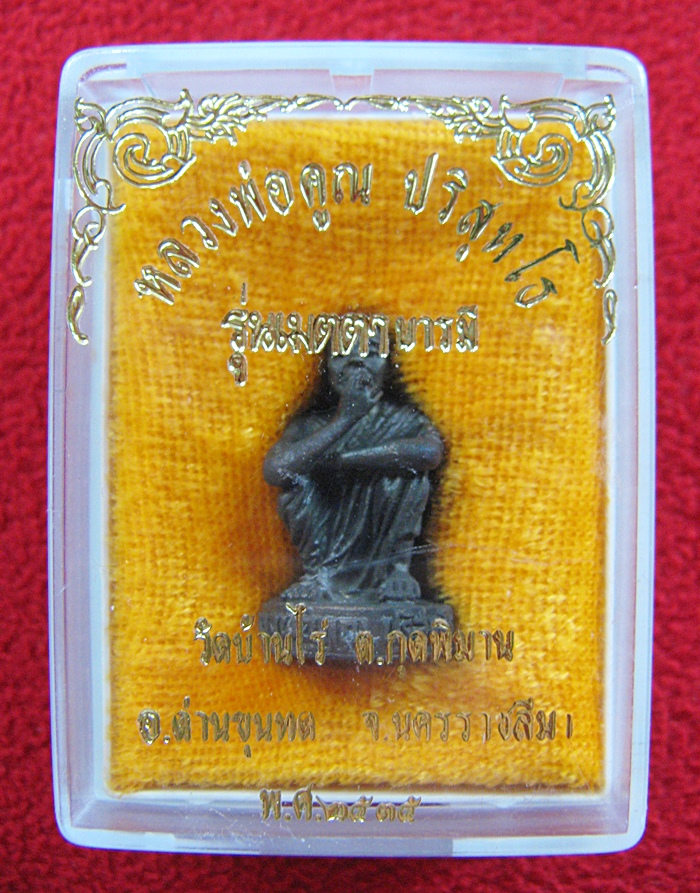 หลวงพ่อคูณ ปริสุทโธ
รุ่นเมตตาบารมี
วัดบ้านไร่ ต.กุดพิมาน
อ.ด่านขุนทด จ.นครราชสีมา
พ.ศ.๒๕๓๕